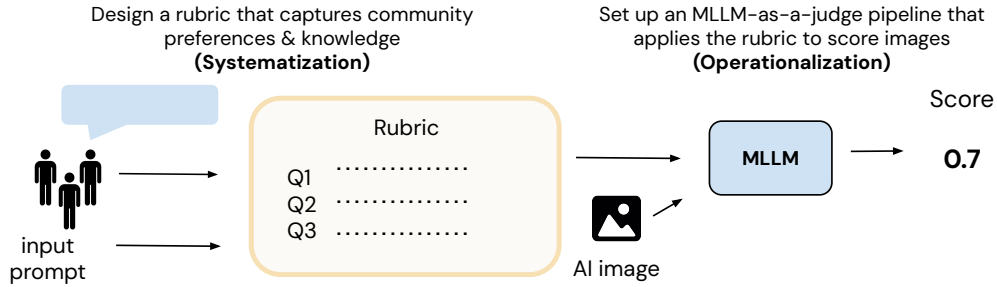 Design a rubric that captures community
preferences & knowledge
(Systematization)
Set up an MLLM-as-a-judge pipeline that
applies the rubric to score images
(Operationalization)
Rubric
Q1 ...............
Q2 ...............
Q3 ...............
input
prompt
AI image
MLLM
Score
0.7